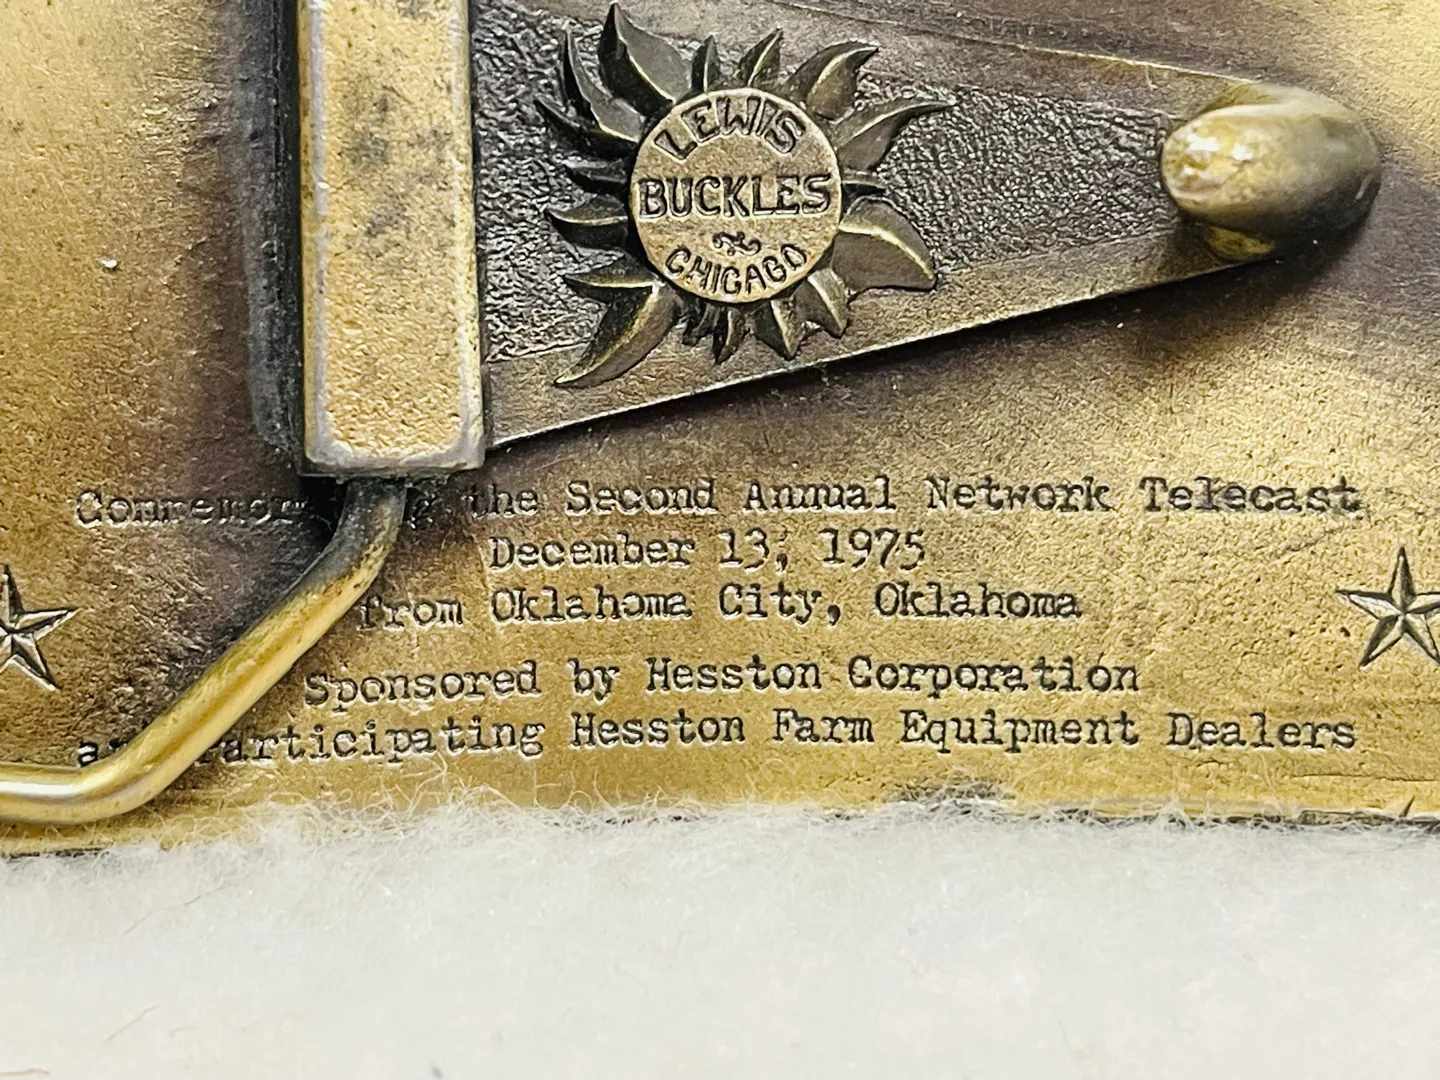 LEWIS
BUCKLES
CHICAGO
the Second Annual Network Telecast
December 13, 1975
from Oklahoma City, Oklahoma
Sponsored by Hesston Corporation
Participating Hesston Farm Equipment Dealers